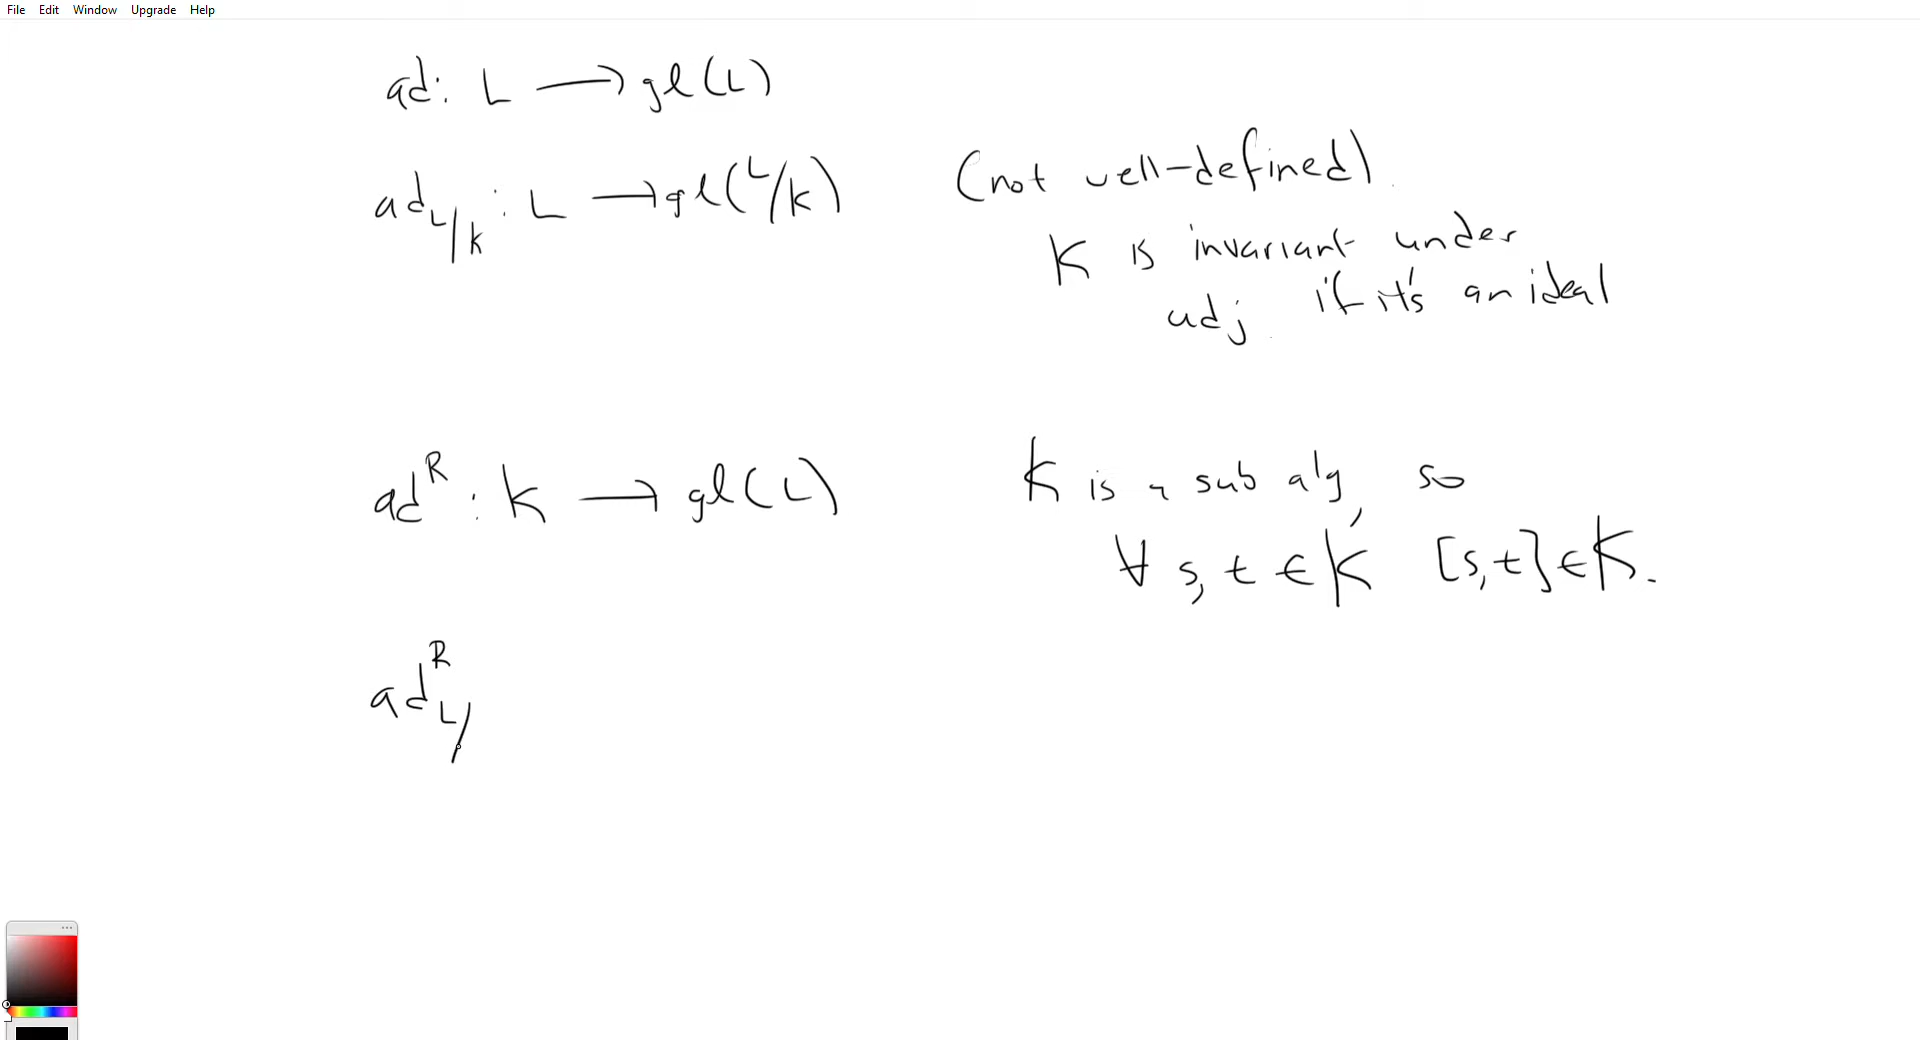 File Edit Window Upgrade Help
ad: L ⟶ gl(L)
ad_{L/K} : L ⟶ gl(L/K) (not well-defined).
K is invariant under
adj. if it's an ideal
ad^R : K ⟶ gl(L) K is a sub alg, so
∀ s, t ∈ K [s,t] ∈ K.
ad^R_{L/